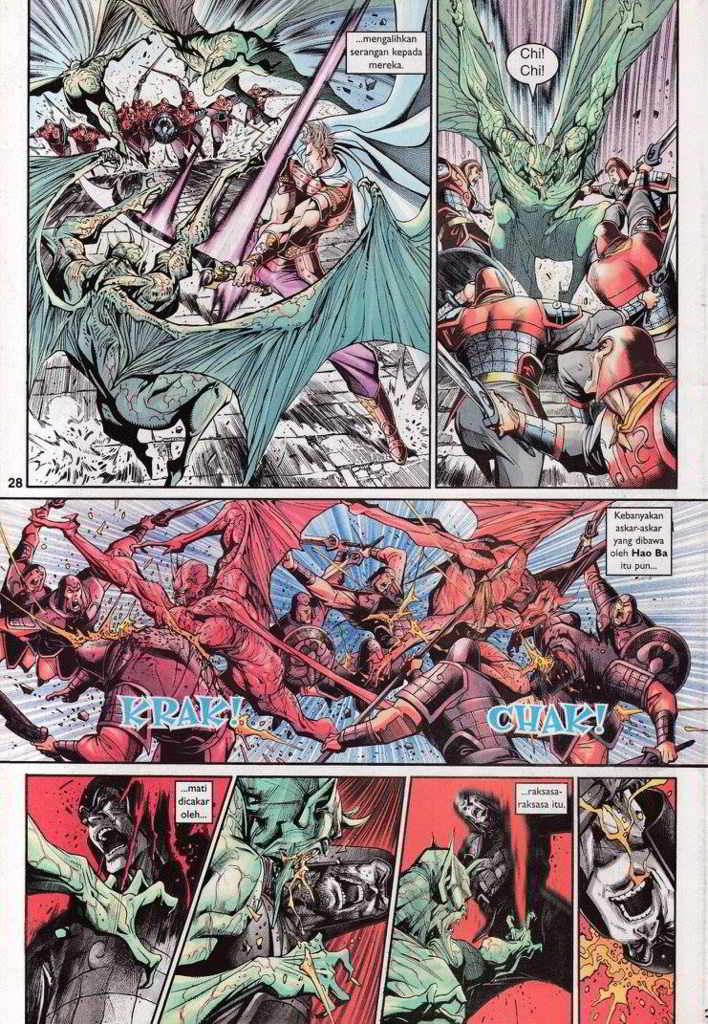 ...mengalihkan
serangan kepada
mereka.
Chi!
Chi!
28
Kebanyakan
askar-askar
yang dibawa
oleh Hao Ba
itu pun...
KRAK!
CHAK!
...mati
dicakar
oleh...
...raksasa-
raksasa itu.